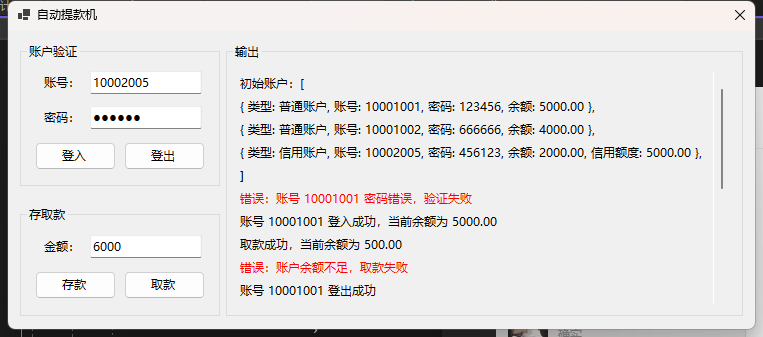 自动提款机
账户验证
账号: 10002005
密码: ●●●●●●
登入 登出
存取款
金额: 6000
存款 取款
输出
初始账户: [
{ 类型: 普通账户, 账号: 10001001, 密码: 123456, 余额: 5000.00 },
{ 类型: 普通账户, 账号: 10001002, 密码: 666666, 余额: 4000.00 },
{ 类型: 信用账户, 账号: 10002005, 密码: 456123, 余额: 2000.00, 信用额度: 5000.00 },
]
错误：账号 10001001 密码错误，验证失败
账号 10001001 登入成功，当前余额为 5000.00
取款成功，当前余额为 500.00
错误：账户余额不足，取款失败
账号 10001001 登出成功